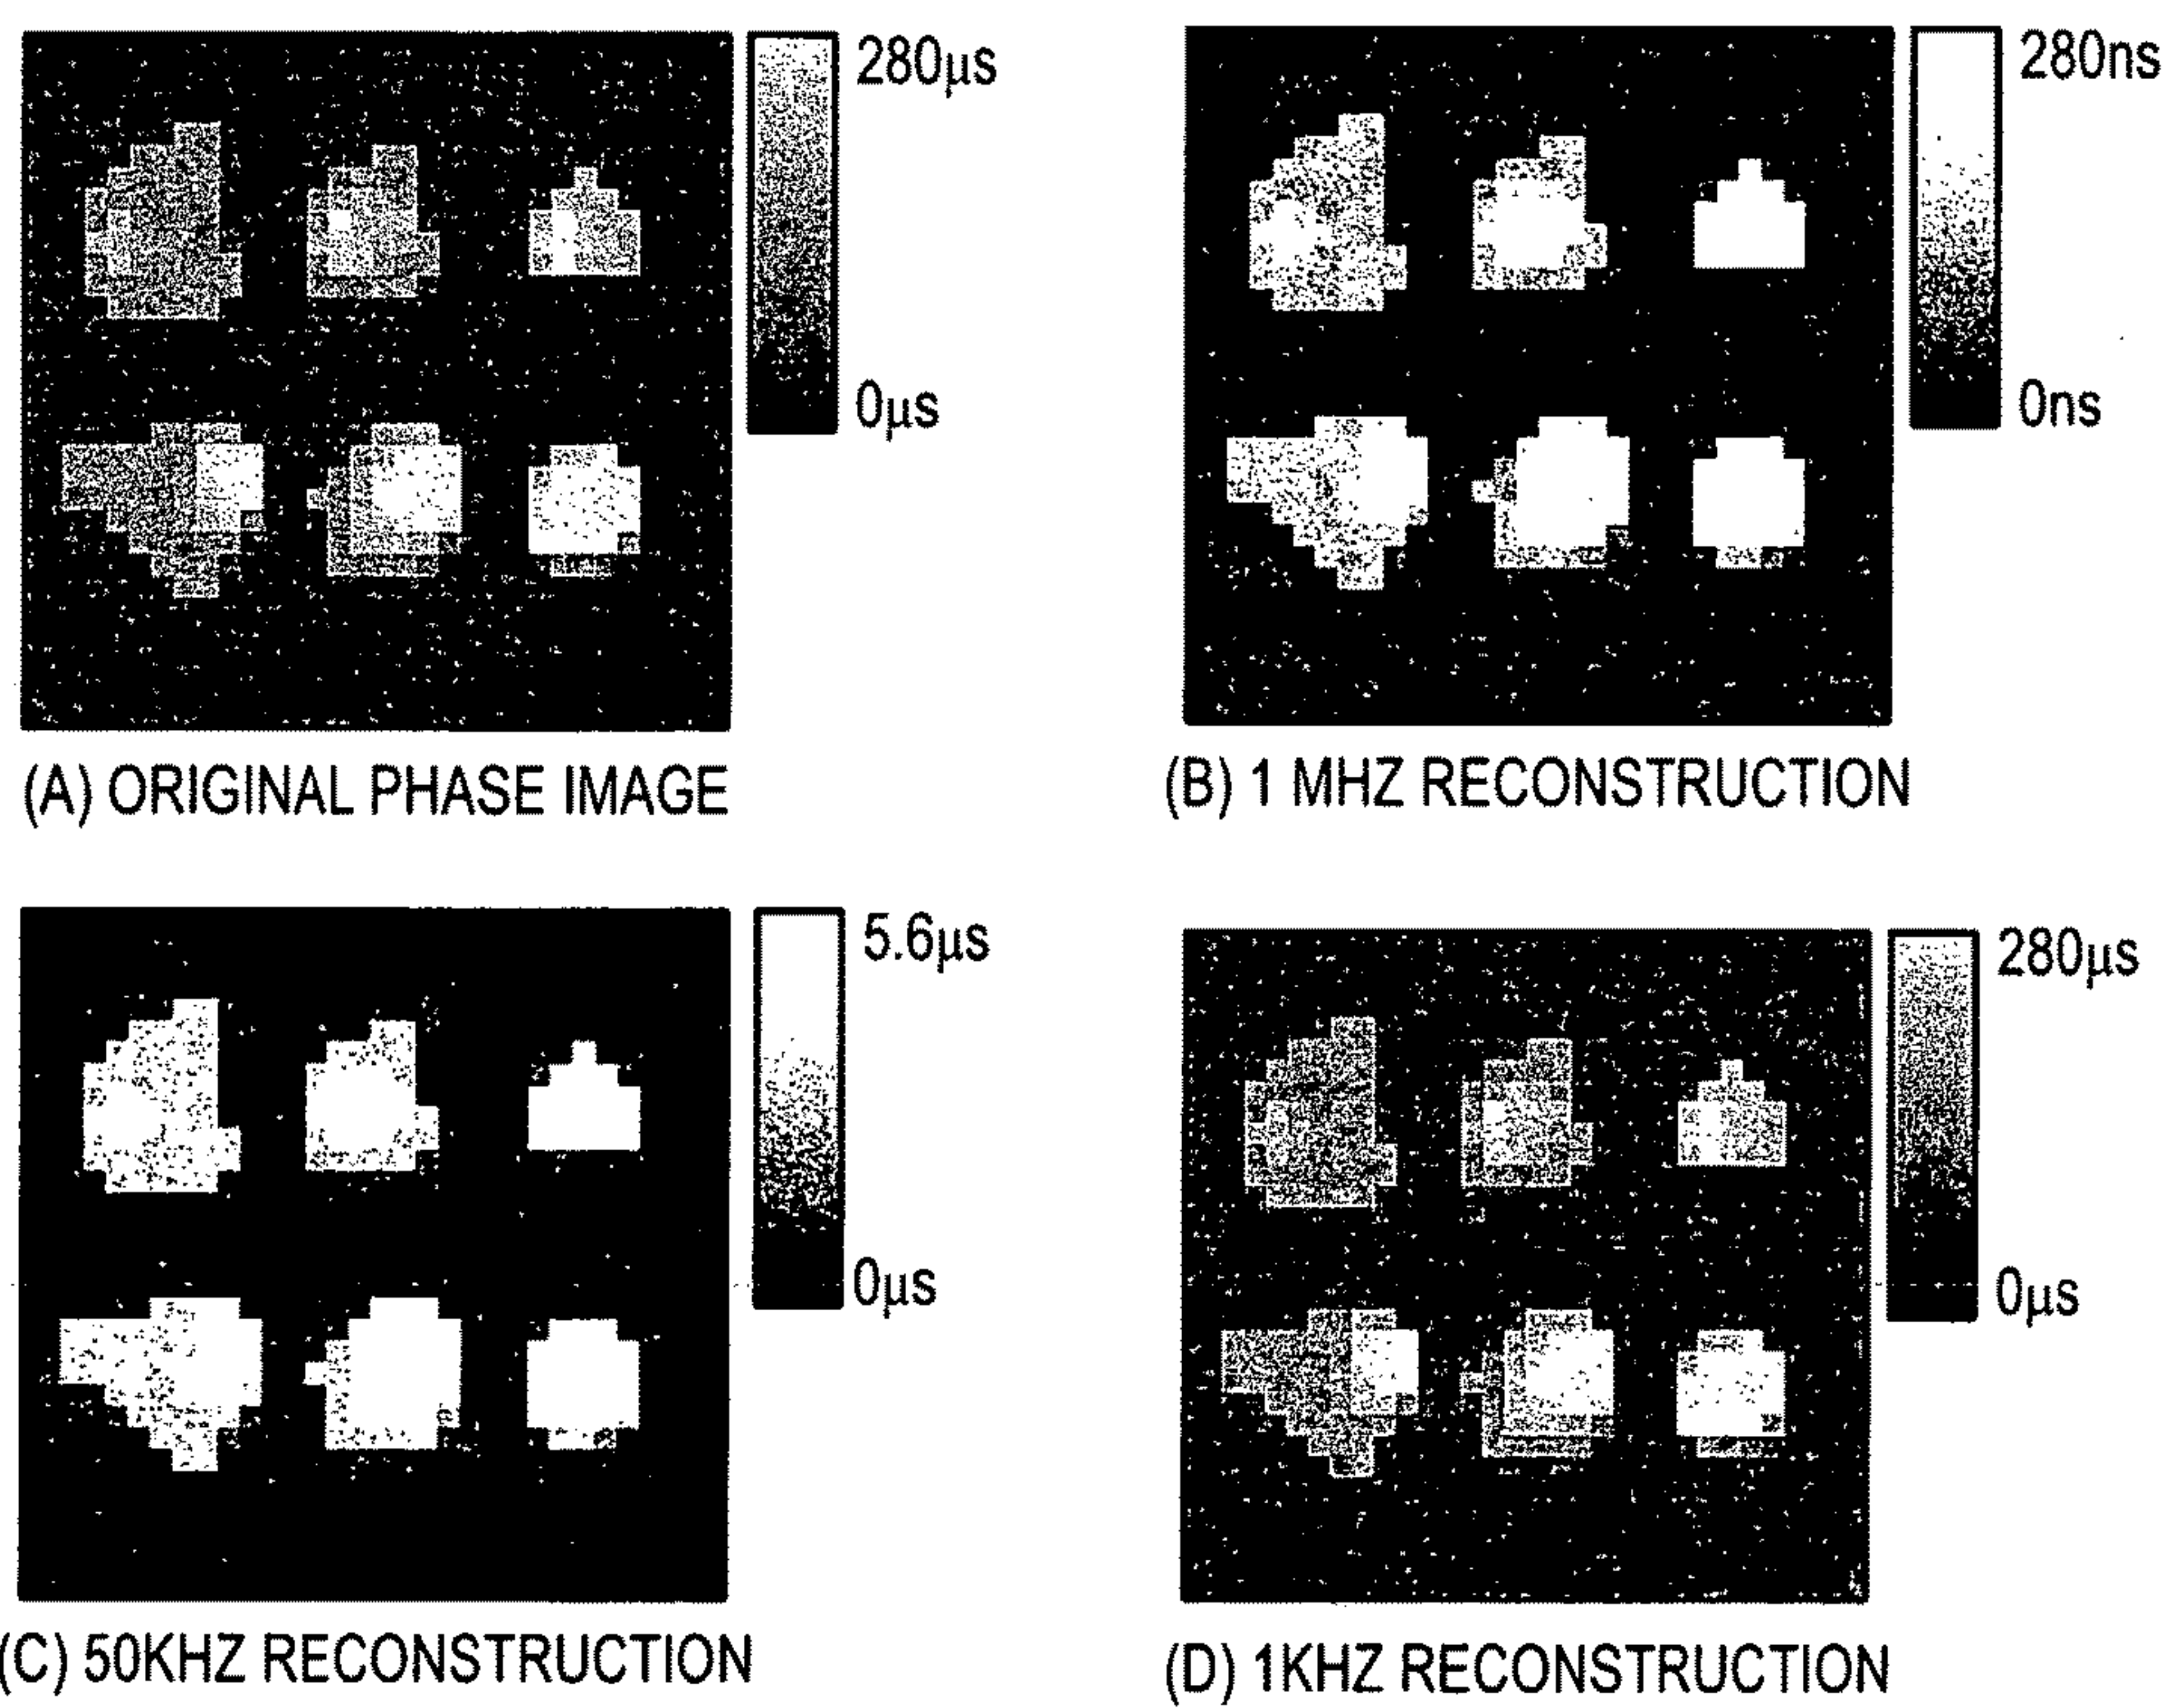 280µs
0µs
(A) ORIGINAL PHASE IMAGE
280ns
0ns
(B) 1 MHZ RECONSTRUCTION
5.6µs
0µs
(C) 50KHZ RECONSTRUCTION
280µs
0µs
(D) 1KHZ RECONSTRUCTION